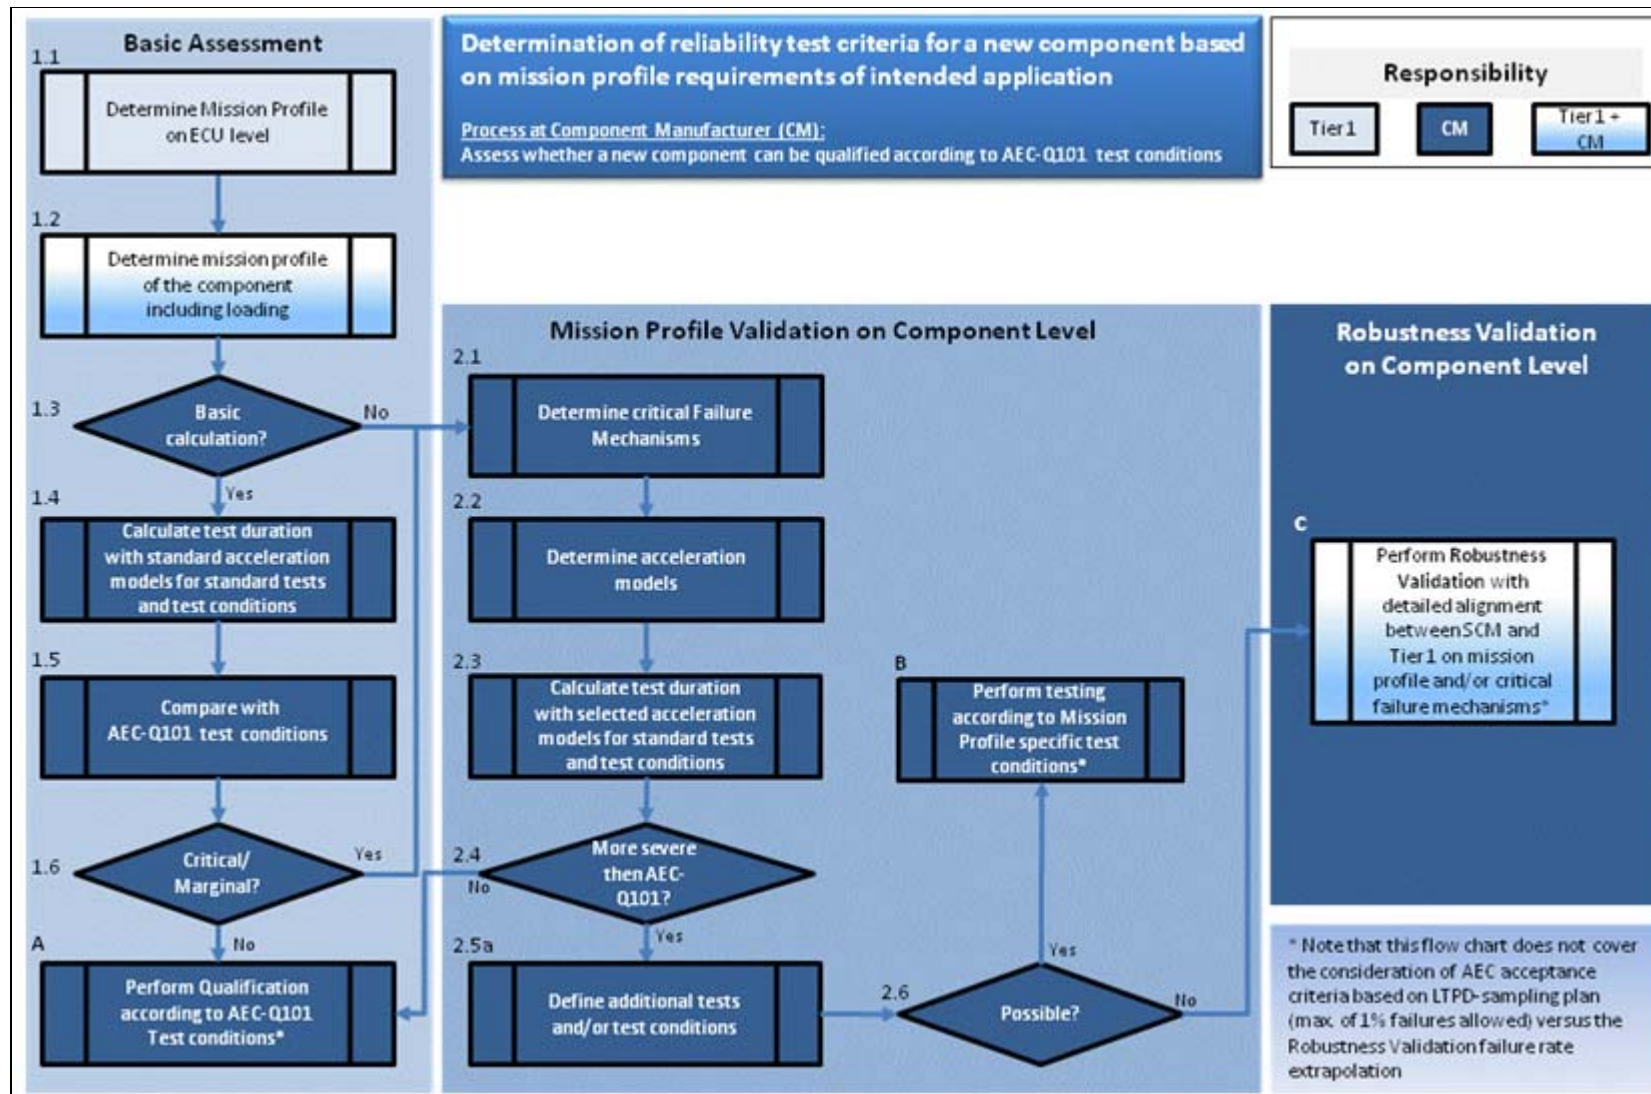 Basic Assessment
1.1
Determine Mission Profile
on ECU level
1.2
Determine mission profile
of the component
including loading
1.3
Basic
calculation?
No
Yes
1.4
Calculate test duration
with standard acceleration
models for standard tests
and test conditions
1.5
Compare with
AEC-Q101 test conditions
1.6
Critical/
Marginal?
Yes
No
A
Perform Qualification
according to AEC-Q101
Test conditions*
Determination of reliability test criteria for a new component based
on mission profile requirements of intended application
Process at Component Manufacturer (CM):
Assess whether a new component can be qualified according to AEC-Q101 test conditions
Responsibility
Tier1
CM
Tier1 +
CM
Mission Profile Validation on Component Level
2.1
Determine critical Failure
Mechanisms
2.2
Determine acceleration
models
2.3
Calculate test duration
with selected acceleration
models for standard tests
and test conditions
2.4
More severe
then AEC-
Q101?
No
Yes
2.5a
Define additional tests
and/or test conditions
2.6
Possible?
Yes
No
B
Perform testing
according to Mission
Profile specific test
conditions*
Robustness Validation
on Component Level
C
Perform Robustness
Validation with
detailed alignment
between SCM and
Tier1 on mission
profile and/or critical
failure mechanisms*
* Note that this flow chart does not cover
the consideration of AEC acceptance
criteria based on LTPD-sampling plan
(max. of 1% failures allowed) versus the
Robustness Validation failure rate
extrapolation